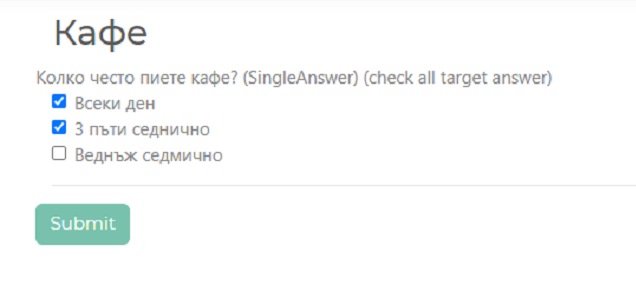 Кафе
Колко често пиете кафе? (SingleAnswer) (check all target answer)
Всеки ден
3 пъти седнично
Веднъж седмично
Submit